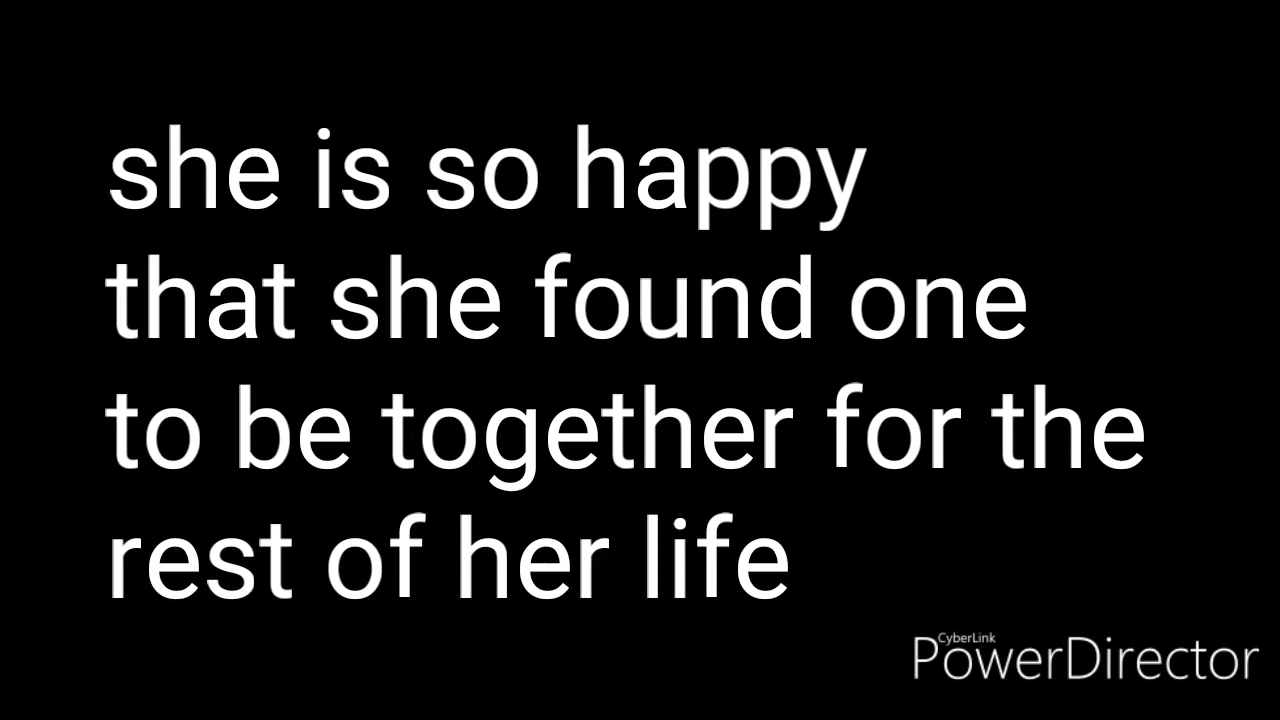 she is so happy
that she found one
to be together for the
rest of her life
CyberLink
PowerDirector